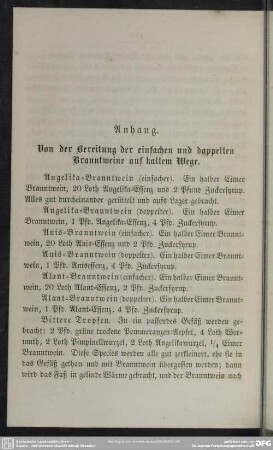 Anhang.
Von der Bereitung der einfachen und doppelten
Branntweine auf kaltem Wege.
Angelika-Branntwein (einfacher). Ein halber Eimer
Branntwein, 20 Loth Angelika-Essenz und 2 Pfund Zuckersyrup.
Alles gut durcheinander gerüttelt und aufs Lager gebracht.
Angelika-Branntwein (doppelter). Ein halber Eimer
Branntwein, 1 Pfd. Angelika-Essenz, 4 Pfd. Zuckersyrup.
Anis-Branntwein (einfacher). Ein halber Eimer Brannt-
wein, 20 Loth Anis-Essenz und 2 Pfd. Zuckersyrup.
Anis-Branntwein (doppelter). Ein halber Eimer Brannt-
wein, 1 Pfd. Anisessenz, 4 Pfd. Zuckersyrup.
Alant-Branntwein (einfacher). Ein halber Eimer Brannt-
wein, 20 Loth Alant-Essenz, 2 Pfd. Zuckersyrup.
Alant-Branntwein (doppelter). Ein halber Eimer Brannt-
wein, 1 Pfd. Alant-Essenz, 4 Pfd. Zuckersyrup.
Bittere Tropfen. In ein passendes Gefäß werden ge-
bracht: 2 Pfd. grüne trockene Pommeranzen-Aepfel, 4 Loth Wer-
muth, 2 Loth Pimpinellwurzel, 2 Loth Angelikawurzel, 1/4 Eimer
Branntwein. Diese Species werden alle gut zerkleinert, ehe sie in
das Gefäß gethan und mit Branntwein übergossen werden; dann
wird das Faß in gelinde Wärme gebracht, und der Branntwein nach